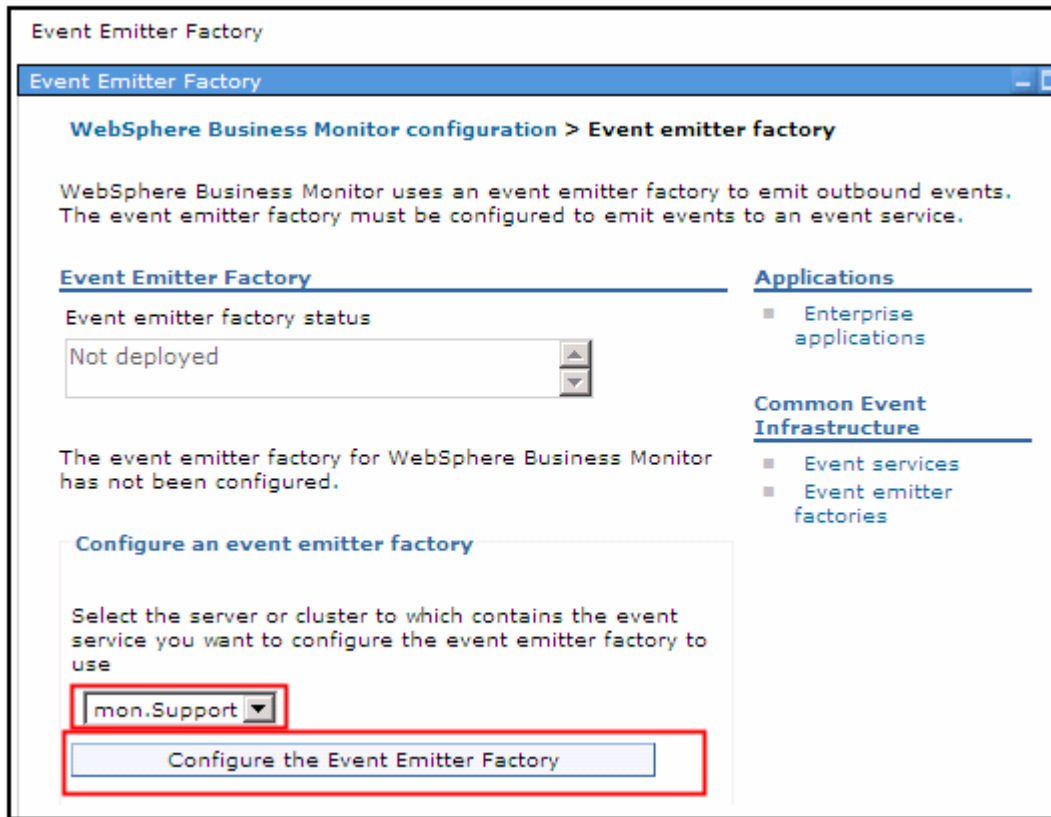 Event Emitter Factory
Event Emitter Factory
WebSphere Business Monitor configuration > Event emitter factory
WebSphere Business Monitor uses an event emitter factory to emit outbound events.
The event emitter factory must be configured to emit events to an event service.
Event Emitter Factory
Event emitter factory status
Not deployed
The event emitter factory for WebSphere Business Monitor
has not been configured.
Configure an event emitter factory
Select the server or cluster to which contains the event
service you want to configure the event emitter factory to
use
mon.Support
Configure the Event Emitter Factory
Applications
Enterprise
applications
Common Event
Infrastructure
Event services
Event emitter
factories